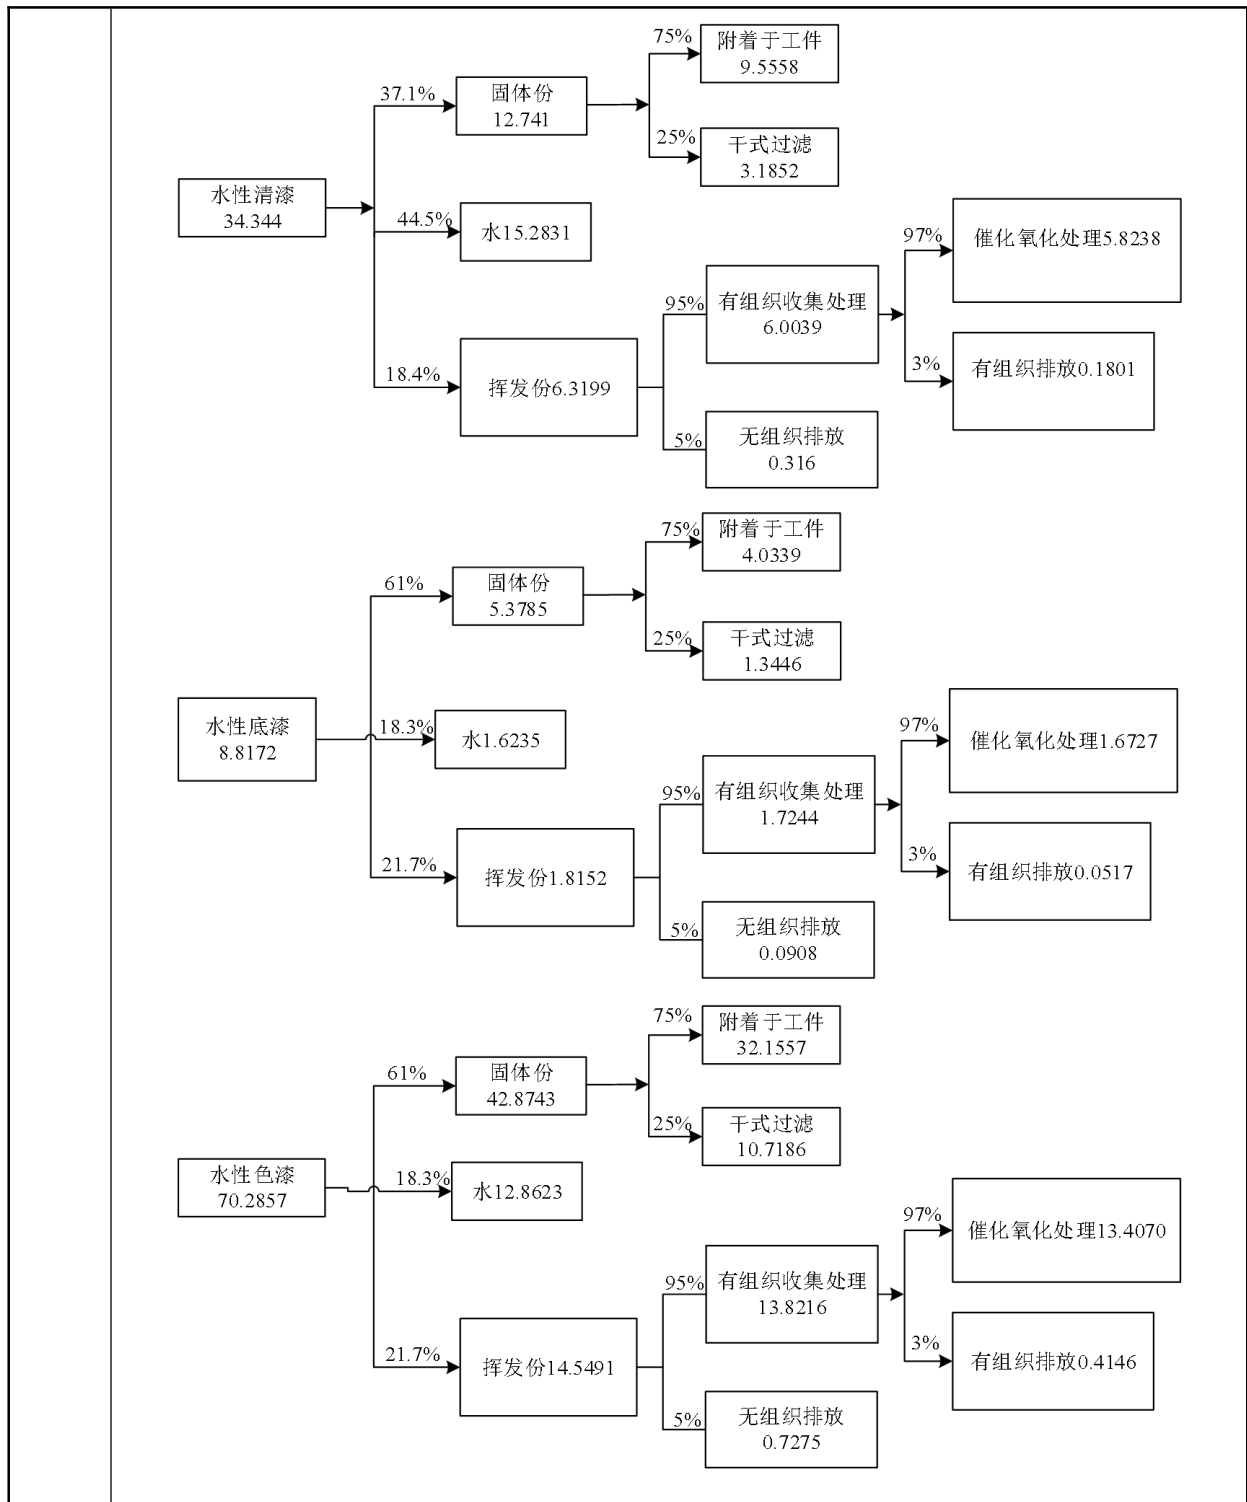 75%
附着于工件
9.5558
37.1%
固体份
12.741
25%
干式过滤
3.1852
水性清漆
34.344
44.5%
水15.2831
97%
催化氧化处理5.8238
95%
有组织收集处理
6.0039
3%
有组织排放0.1801
18.4%
挥发份6.3199
5%
无组织排放
0.316
75%
附着于工件
4.0339
61%
固体份
5.3785
25%
干式过滤
1.3446
水性底漆
8.8172
18.3%
水1.6235
97%
催化氧化处理1.6727
95%
有组织收集处理
1.7244
3%
有组织排放0.0517
21.7%
挥发份1.8152
5%
无组织排放
0.0908
75%
附着于工件
32.1557
61%
固体份
42.8743
25%
干式过滤
10.7186
水性色漆
70.2857
18.3%
水12.8623
97%
催化氧化处理13.4070
95%
有组织收集处理
13.8216
3%
有组织排放0.4146
21.7%
挥发份14.5491
5%
无组织排放
0.7275